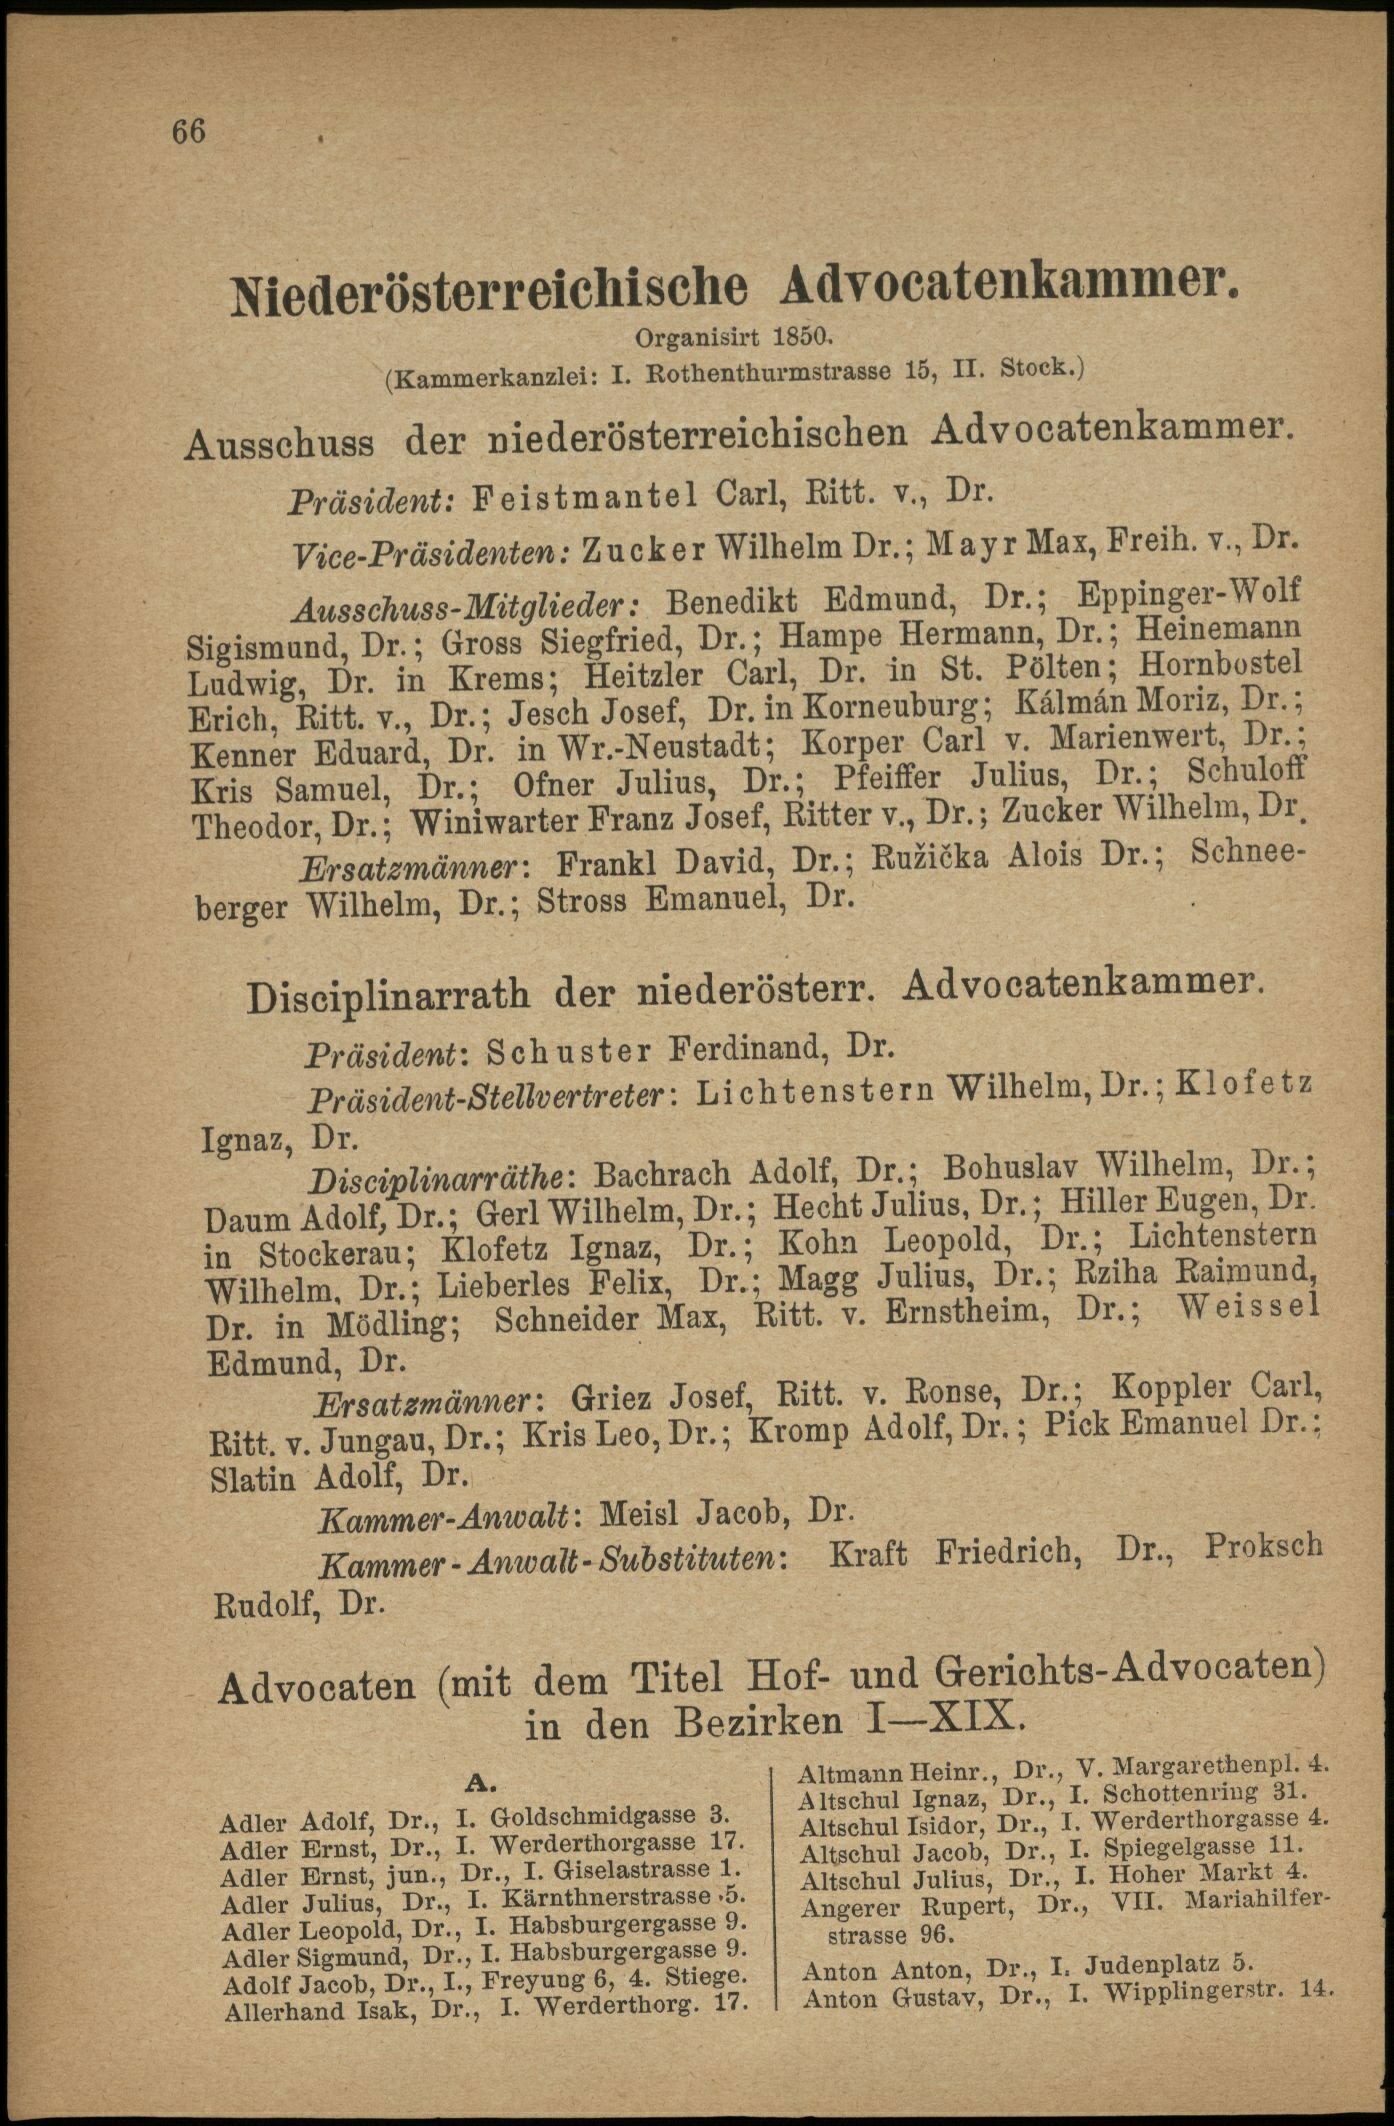 66
Niederösterreichische Advocatenkammer.
Organisirt 1850.
(Kammerkanzlei: I. Rothenthurmstrasse 15, II. Stock.)
Ausschuss der niederösterreichischen Advocatenkammer.
Präsident: Feistmantel Carl, Ritt. v., Dr.
Vice-Präsidenten: Zucker Wilhelm Dr.; Mayr Max, Freih. v., Dr.
Ausschuss-Mitglieder: Benedikt Edmund, Dr.; Eppinger-Wolf
Sigismund, Dr.; Gross Siegfried, Dr.; Hampe Hermann, Dr.; Heinemann
Ludwig, Dr. in Krems; Heitzler Carl, Dr. in St. Pölten; Hornbostel
Erich, Ritt. v., Dr.; Jesch Josef, Dr. in Korneuburg; Kálmán Moriz, Dr.;
Kenner Eduard, Dr. in Wr.-Neustadt; Korper Carl v. Marienwert, Dr.;
Kris Samuel, Dr.; Ofner Julius, Dr.; Pfeiffer Julius, Dr.; Schuloff
Theodor, Dr.; Winiwarter Franz Josef, Ritter v., Dr.; Zucker Wilhelm, Dr.
Ersatzmänner: Frankl David, Dr.; Ružička Alois Dr.; Schnee-
berger Wilhelm, Dr.; Stross Emanuel, Dr.
Disciplinarrath der niederösterr. Advocatenkammer.
Präsident: Schuster Ferdinand, Dr.
Präsident-Stellvertreter: Lichtenstern Wilhelm, Dr.; Klofetz
Ignaz, Dr.
Disciplinarräthe: Bachrach Adolf, Dr.; Bohuslav Wilhelm, Dr.;
Daum Adolf, Dr.; Gerl Wilhelm, Dr.; Hecht Julius, Dr.; Hiller Eugen, Dr.
in Stockerau; Klofetz Ignaz, Dr.; Kohn Leopold, Dr.; Lichtenstern
Wilhelm, Dr.; Lieberles Felix, Dr.; Magg Julius, Dr.; Rziha Raimund,
Dr. in Mödling; Schneider Max, Ritt. v. Ernstheim, Dr.; Weissel
Edmund, Dr.
Ersatzmänner: Griez Josef, Ritt. v. Ronse, Dr.; Koppler Carl,
Ritt. v. Jungau, Dr.; Kris Leo, Dr.; Kromp Adolf, Dr.; Pick Emanuel Dr.;
Slatin Adolf, Dr.
Kammer-Anwalt: Meisl Jacob, Dr.
Kammer-Anwalt-Substituten: Kraft Friedrich, Dr., Proksch
Rudolf, Dr.
Advocaten (mit dem Titel Hof- und Gerichts-Advocaten)
in den Bezirken I—XIX.
A.
Adler Adolf, Dr., I. Goldschmidgasse 3.
Adler Ernst, Dr., I. Werderthorgasse 17.
Adler Ernst, jun., Dr., I. Giselastrasse 1.
Adler Julius, Dr., I. Kärnthnerstrasse 5.
Adler Leopold, Dr., I. Habsburgergasse 9.
Adler Sigmund, Dr., I. Habsburgergasse 9.
Adolf Jacob, Dr., I., Freyung 6, 4. Stiege.
Allerhand Isak, Dr., I. Werderthorg. 17.
Altmann Heinr., Dr., V. Margarethenpl. 4.
Altschul Ignaz, Dr., I. Schottenring 31.
Altschul Isidor, Dr., I. Werderthorgasse 4.
Altschul Jacob, Dr., I. Spiegelgasse 11.
Altschul Julius, Dr., I. Hoher Markt 4.
Angerer Rupert, Dr., VII. Mariahilfer-
strasse 96.
Anton Anton, Dr., I. Judenplatz 5.
Anton Gustav, Dr., I. Wipplingerstr. 14.